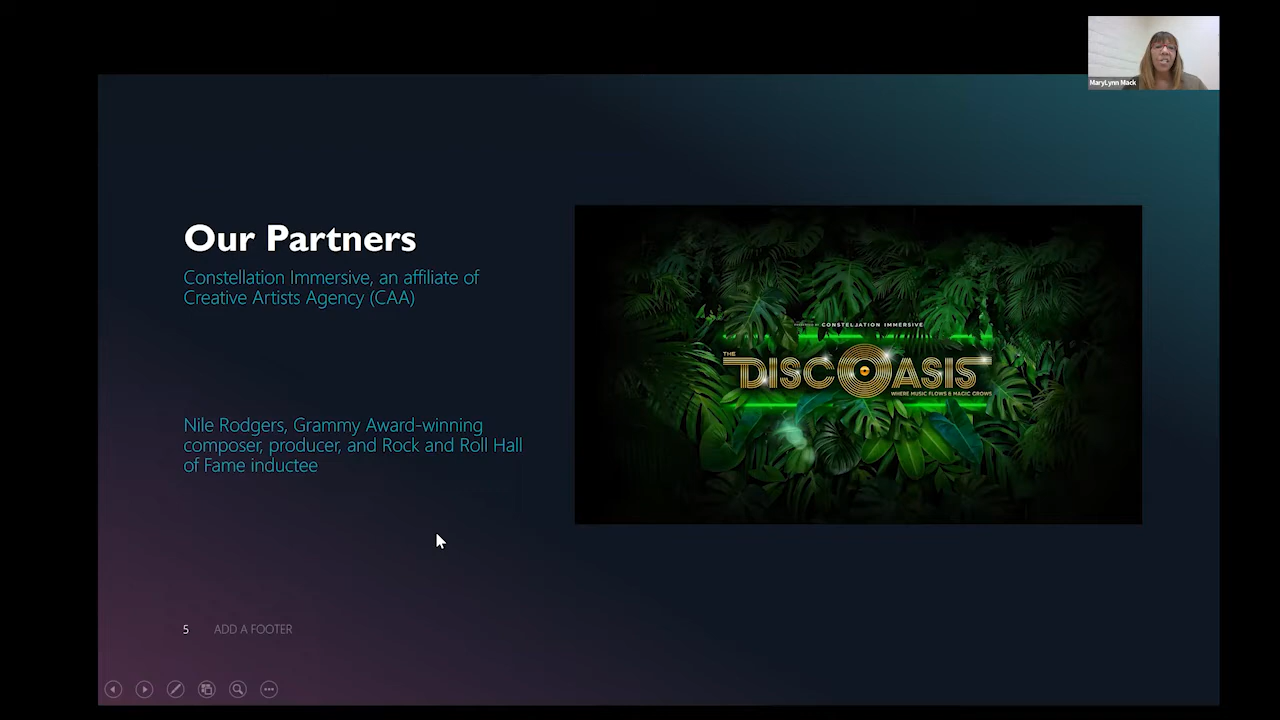 MaryLynn Mack
Our Partners
Constellation Immersive, an affiliate of
Creative Artists Agency (CAA)
Nile Rodgers, Grammy Award-winning
composer, producer, and Rock and Roll Hall
of Fame inductee
CONSTELLATION IMMERSIVE
THE
DISCOASIS
WHERE MUSIC FLOWS & MAGIC GROWS
5 ADD A FOOTER